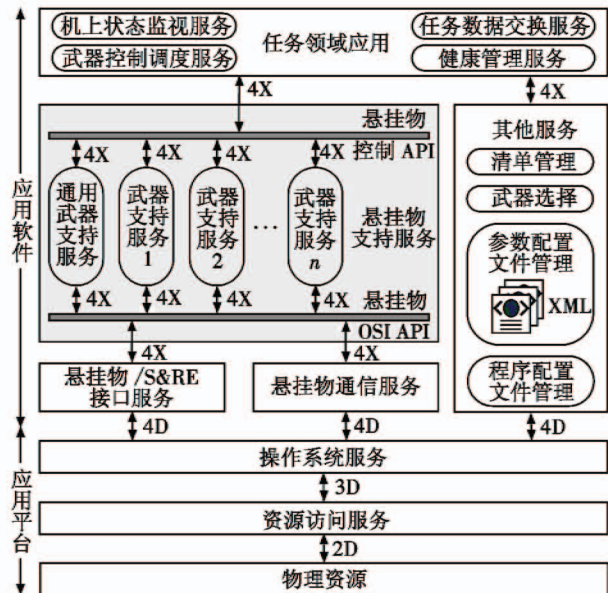 机上状态监视服务
武器控制调度服务
任务领域应用
任务数据交换服务
健康管理服务
4X
4X
悬挂物
控制 API
4X
4X
4X
4X
通用
武器
支持
服务
武器
支持
服务
1
武器
支持
服务
2
…
武器
支持
服务
n
悬挂物
支持服务
4X
4X
4X
4X
悬挂物
OSI API
4X
4X
悬挂物/S&RE
接口服务
悬挂物通信服务
其他服务
清单管理
武器选择
参数配置
文件管理
XML
程序配置
文件管理
应用软件
4D
4D
4D
操作系统服务
3D
资源访问服务
2D
物理资源
应用平台